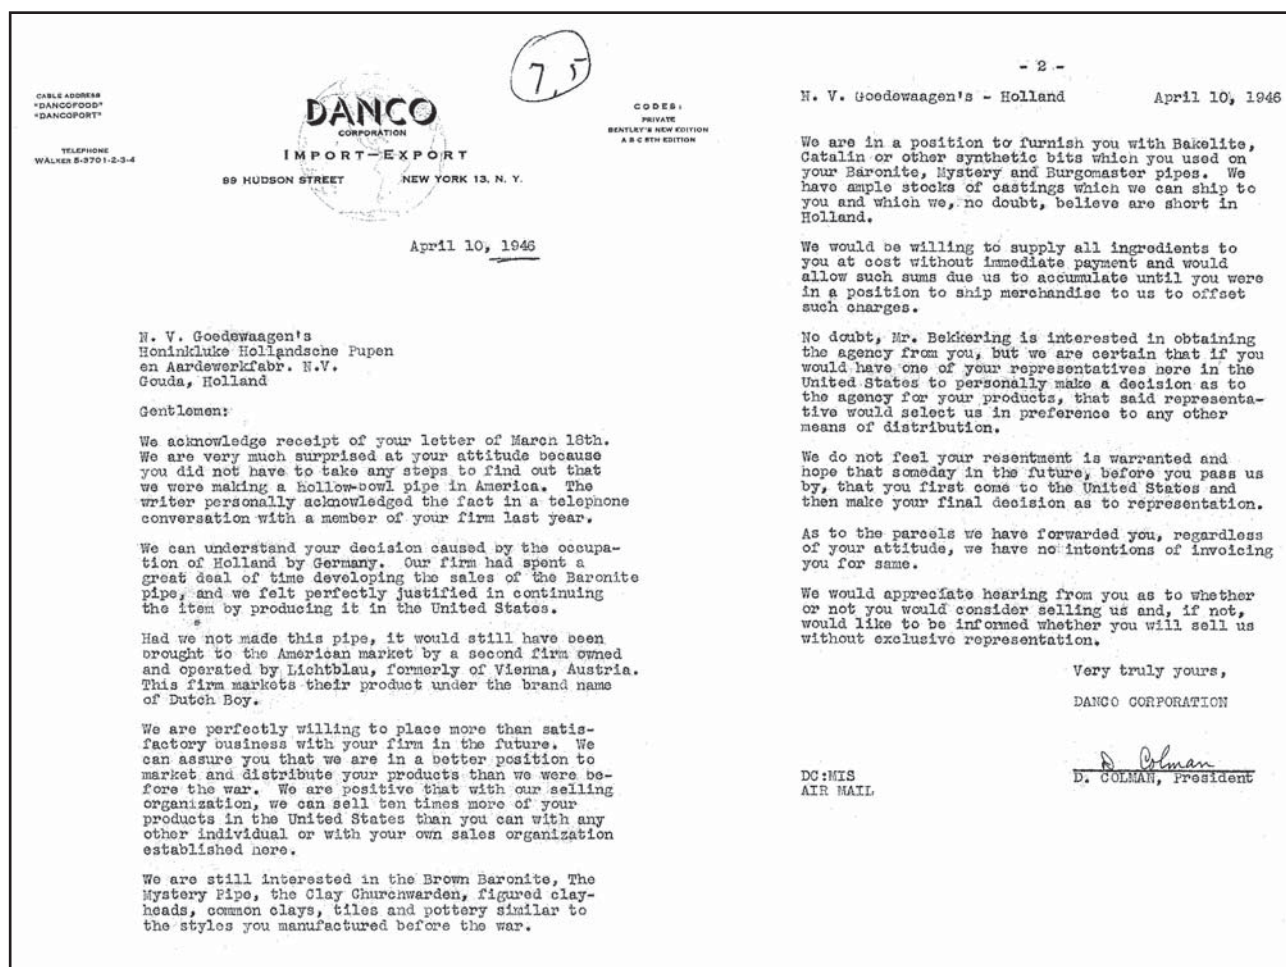 7,5
CABLE ADDRESS
"DANCOFOOD"
"DANCOPORT"
TELEPHONE
WALKER 5-3701-2-3-4
DANCO
CORPORATION
IMPORT—EXPORT
89 HUDSON STREET NEW YORK 13, N. Y.
CODES:
PRIVATE
BENTLEY'S NEW EDITION
A B C 5TH EDITION
April 10, 1946
N. V. Goedewaagen's
Honinkluke Hollandsche Pupen
en Aardewerkfabr. N.V.
Gouda, Holland
Gentlemen:
We acknowledge receipt of your letter of March 18th.
We are very much surprised at your attitude because
you did not have to take any steps to find out that
we were making a hollow-bowl pipe in America. The
writer personally acknowledged the fact in a telephone
conversation with a member of your firm last year.
We can understand your decision caused by the occupa-
tion of Holland by Germany. Our firm had spent a
great deal of time developing the sales of the Baronite
pipe, and we felt perfectly justified in continuing
the item by producing it in the United States.
Had we not made this pipe, it would still have been
brought to the American market by a second firm owned
and operated by Lichtblau, formerly of Vienna, Austria.
This firm markets their product under the brand name
of Dutch Boy.
We are perfectly willing to place more than satis-
factory business with your firm in the future. We
can assure you that we are in a better position to
market and distribute your products than we were be-
fore the war. We are positive that with our selling
organization, we can sell ten times more of your
products in the United States than you can with any
other individual or with your own sales organization
established here.
We are still interested in the Brown Baronite, The
Mystery Pipe, the Clay Churchwarden, figured clay-
heads, common clays, tiles and pottery similar to
the styles you manufactured before the war.
- 2 -
N. V. Goedewaagen's - Holland April 10, 1946
We are in a position to furnish you with Bakelite,
Catalin or other synthetic bits which you used on
your Baronite, Mystery and Burgomaster pipes. We
have ample stocks of castings which we can ship to
you and which we, no doubt, believe are short in
Holland.
We would be willing to supply all ingredients to
you at cost without immediate payment and would
allow such sums due us to accumulate until you were
in a position to ship merchandise to us to offset
such charges.
No doubt, Mr. Bekkering is interested in obtaining
the agency from you, but we are certain that if you
would have one of your representatives here in the
United States to personally make a decision as to
the agency for your products, that said representa-
tive would select us in preference to any other
means of distribution.
We do not feel your resentment is warranted and
hope that someday in the future, before you pass us
by, that you first come to the United States and
then make your final decision as to representation.
As to the parcels we have forwarded you, regardless
of your attitude, we have no intentions of invoicing
you for same.
We would appreciate hearing from you as to whether
or not you would consider selling us and, if not,
would like to be informed whether you will sell us
without exclusive representation.
Very truly yours,
DANCO CORPORATION
D Colman
D. COLMAN, President
DC:MIS
AIR MAIL